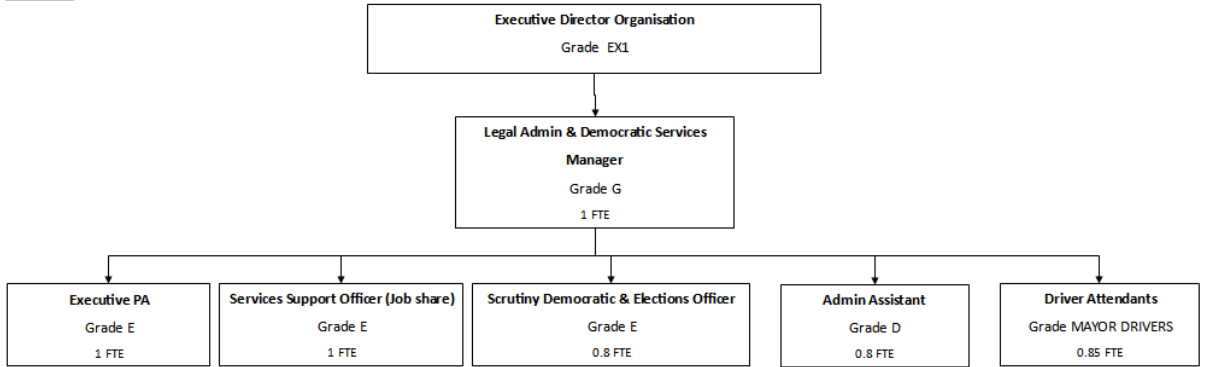 Executive Director Organisation
Grade EX1
Legal Admin & Democratic Services
Manager
Grade G
1 FTE
Executive PA
Grade E
1 FTE
Services Support Officer (Job share)
Grade E
1 FTE
Scrutiny Democratic & Elections Officer
Grade E
0.8 FTE
Admin Assistant
Grade D
0.8 FTE
Driver Attendants
Grade MAYOR DRIVERS
0.85 FTE